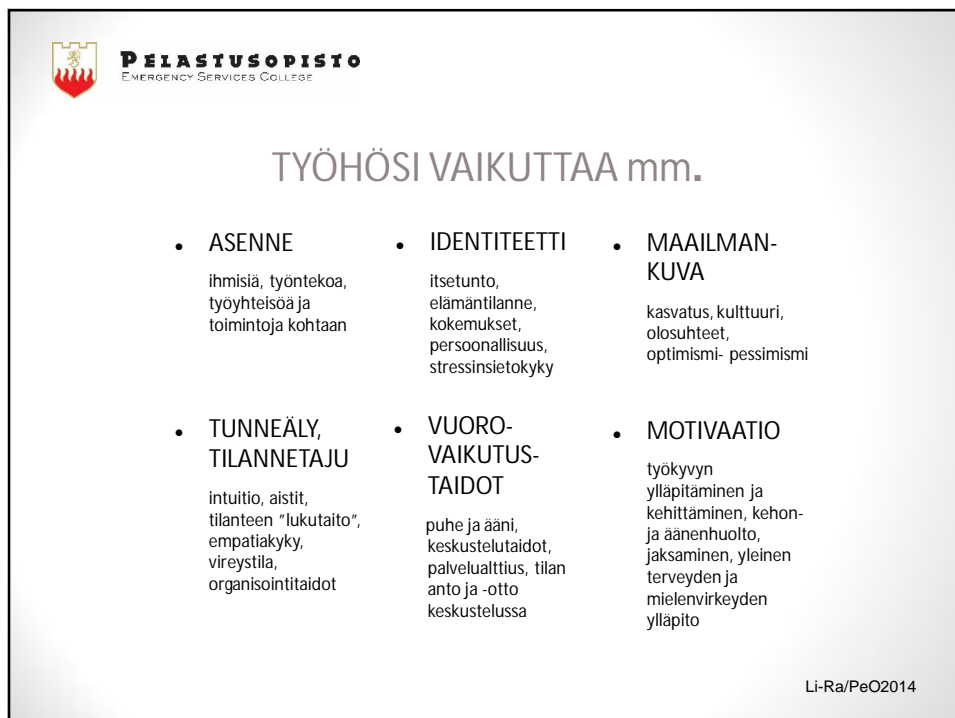 PELASTUSOPISTO
EMERGENCY SERVICES COLLEGE
TYÖHÖSI VAIKUTTAA mm.
• ASENNE
ihmisiä, työntekoa,
työyhteisöä ja
toimintoja kohtaan
• IDENTITEETTI
itsetunto,
elämäntilanne,
kokemukset,
persoonallisuus,
stressinsietokyky
• MAAILMAN-
KUVA
kasvatus, kulttuuri,
olosuhteet,
optimismi- pessimismi
• TUNNEÄLY,
TILANNETAJU
intuitio, aistit,
tilanteen ”lukutaito”,
empatiakyky,
vireystila,
organisointitaidot
• VUORO-
VAIKUTUS-
TAIDOT
puhe ja ääni,
keskustelutaidot,
palvelualttius, tilan
anto ja -otto
keskustelussa
• MOTIVAATIO
työkyvyn
ylläpitäminen ja
kehittäminen, kehon-
ja äänenhuolto,
jaksaminen, yleinen
terveyden ja
mielenvirkeyden
ylläpito
Li-Ra/PeO2014